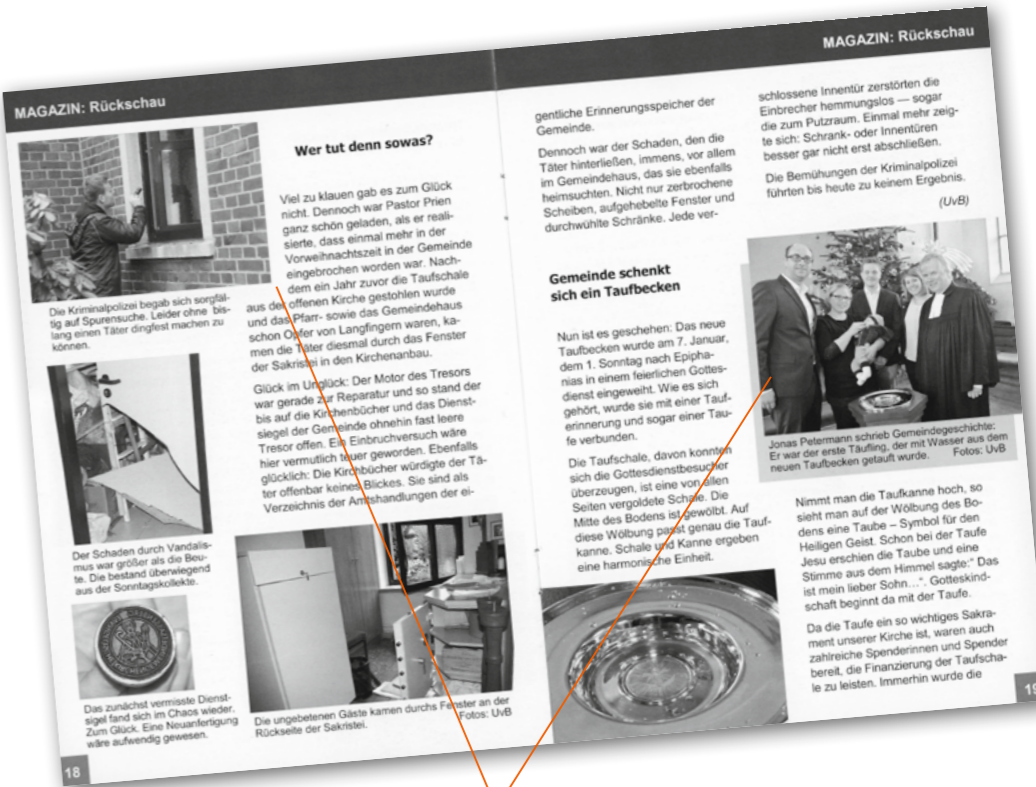 MAGAZIN: Rückschau
Die Kriminalpolizei begab sich sorgfäl-
tig auf Spurensuche. Leider ohne bis-
lang einen Täter dingfest machen zu
können.
Der Schaden durch Vandalis-
mus war größer als die Beu-
te. Die bestand überwiegend
aus der Sonntagskollekte.
Das zunächst vermisste Dienst-
sigel fand sich im Chaos wieder.
Zum Glück. Eine Neuanfertigung
wäre aufwendig gewesen.
18
Wer tut denn sowas?
Viel zu klauen gab es zum Glück
nicht. Dennoch war Pastor Prien
ganz schön geladen, als er reali-
sierte, dass einmal mehr in der
Vorweihnachtszeit in der Gemeinde
eingebrochen worden war. Nach-
dem ein Jahr zuvor die Taufschale
aus der offenen Kirche gestohlen wurde
und das Pfarr- sowie das Gemeindehaus
schon Opfer von Langfingern waren, ka-
men die Täter diesmal durch das Fenster
der Sakristei in den Kirchenanbau.
Glück im Unglück: Der Motor des Tresors
war gerade zur Reparatur und so stand der
bis auf die Kirchenbücher und das Dienst-
siegel der Gemeinde ohnehin fast leere
Tresor offen. Ein Einbruchversuch wäre
hier vermutlich teuer geworden. Ebenfalls
glücklich: Die Kirchbücher würdigte der Tä-
ter offenbar keines Blickes. Sie sind als
Verzeichnis der Amtshandlungen der ei-
Die ungebetenen Gäste kamen durchs Fenster an der
Rückseite der Sakristei. Fotos: UvB
MAGAZIN: Rückschau
gentliche Erinnerungsspeicher der
Gemeinde.
Dennoch war der Schaden, den die
Täter hinterließen, immens, vor allem
im Gemeindehaus, das sie ebenfalls
heimsuchten. Nicht nur zerbrochene
Scheiben, aufgehebelte Fenster und
durchwühlte Schränke. Jede ver-
schlossene Innentür zerstörten die
Einbrecher hemmungslos — sogar
die zum Putzraum. Einmal mehr zeig-
te sich: Schrank- oder Innentüren
besser gar nicht erst abschließen.
Die Bemühungen der Kriminalpolizei
führten bis heute zu keinem Ergebnis.
(UvB)
Gemeinde schenkt
sich ein Taufbecken
Nun ist es geschehen: Das neue
Taufbecken wurde am 7. Januar,
dem 1. Sonntag nach Epipha-
nias in einem feierlichen Gottes-
dienst eingeweiht. Wie es sich
gehört, wurde sie mit einer Tauf-
erinnerung und sogar einer Tau-
fe verbunden.
Die Taufschale, davon konnten
sich die Gottesdienstbesucher
überzeugen, ist eine von allen
Seiten vergoldete Schale. Die
Mitte des Bodens ist gewölbt. Auf
diese Wölbung passt genau die Tauf-
kanne. Schale und Kanne ergeben
eine harmonische Einheit.
Jonas Petermann schrieb Gemeindegeschichte:
Er war der erste Täufling, der mit Wasser aus dem
neuen Taufbecken getauft wurde. Fotos: UvB
Nimmt man die Taufkanne hoch, so
sieht man auf der Wölbung des Bo-
dens eine Taube – Symbol für den
Heiligen Geist. Schon bei der Taufe
Jesu erschien die Taube und eine
Stimme aus dem Himmel sagte:" Das
ist mein lieber Sohn...". Gotteskind-
schaft beginnt da mit der Taufe.
Da die Taufe ein so wichtiges Sakra-
ment unserer Kirche ist, waren auch
zahlreiche Spenderinnen und Spender
bereit, die Finanzierung der Taufscha-
le zu leisten. Immerhin wurde die
19